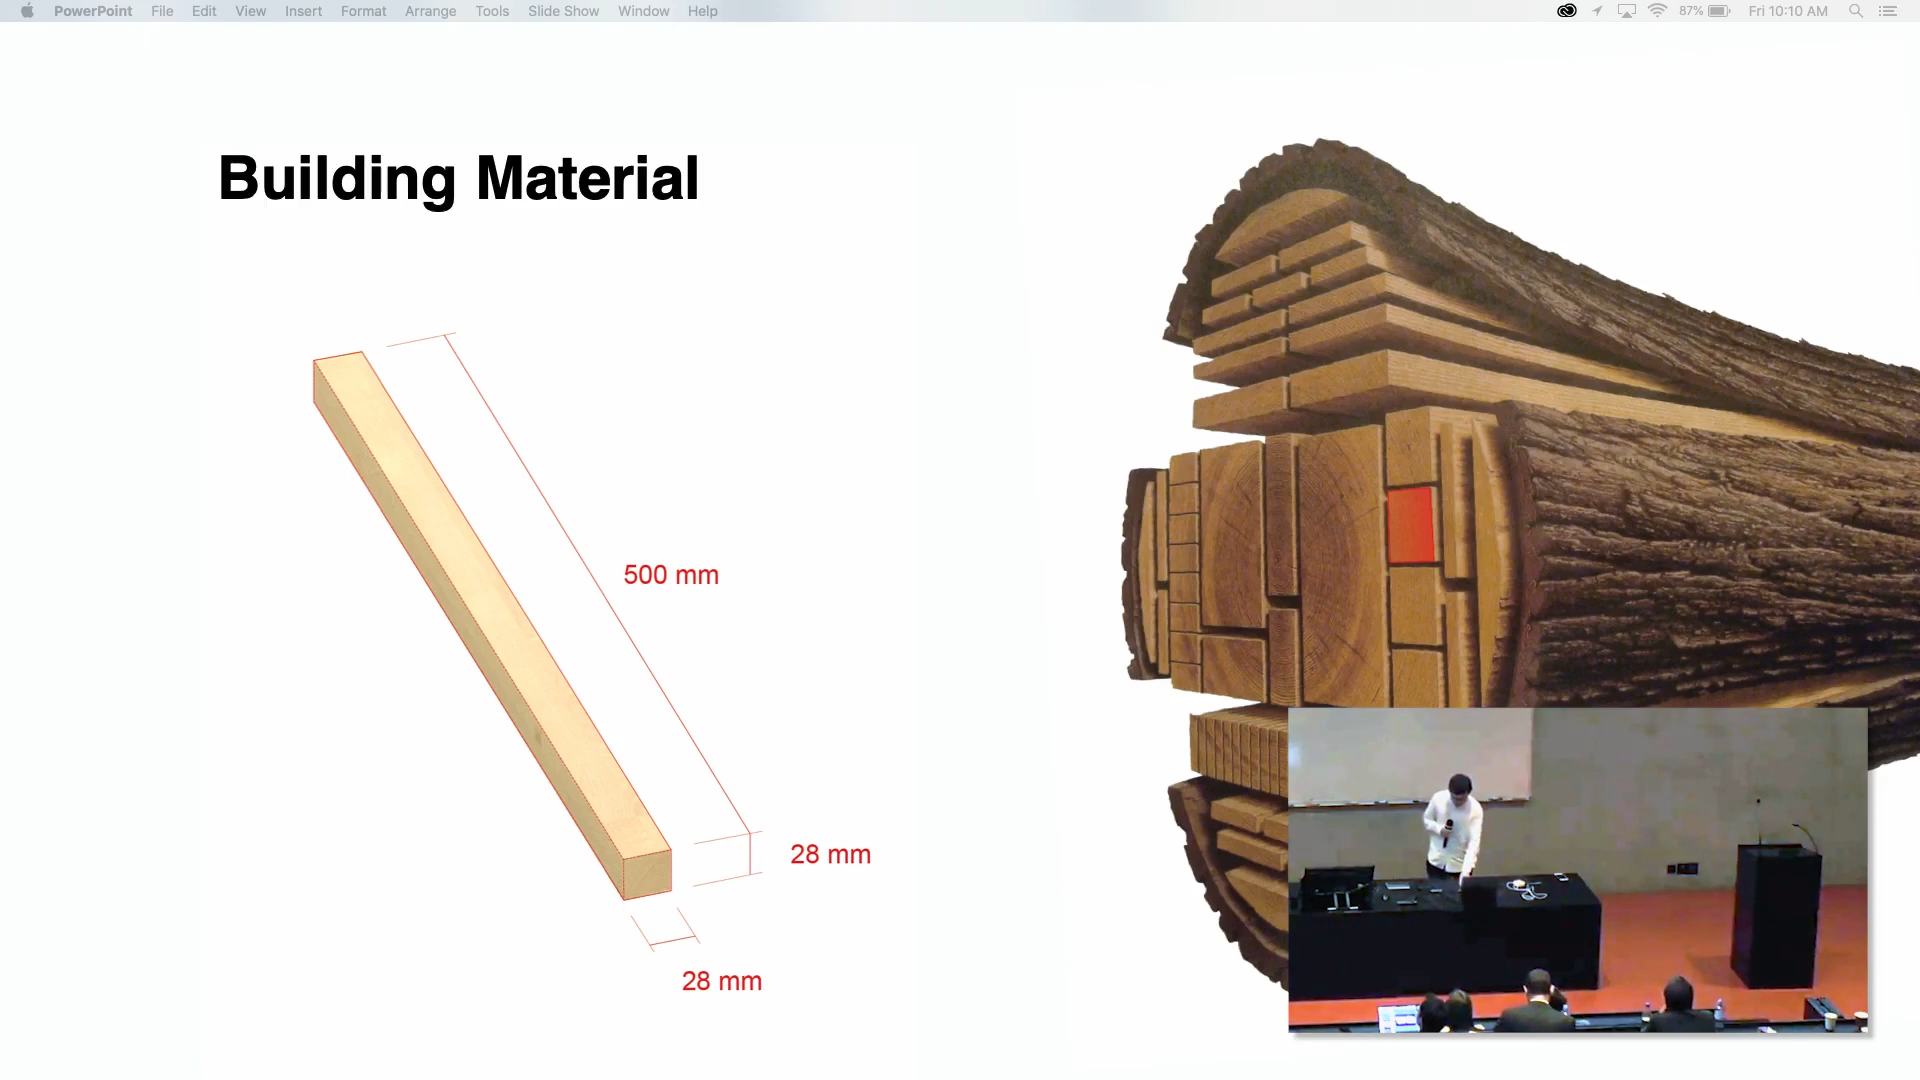 PowerPoint File Edit View Insert Format Arrange Tools Slide Show Window Help 87% Fri 10:10 AM
Building Material
500 mm
28 mm
28 mm